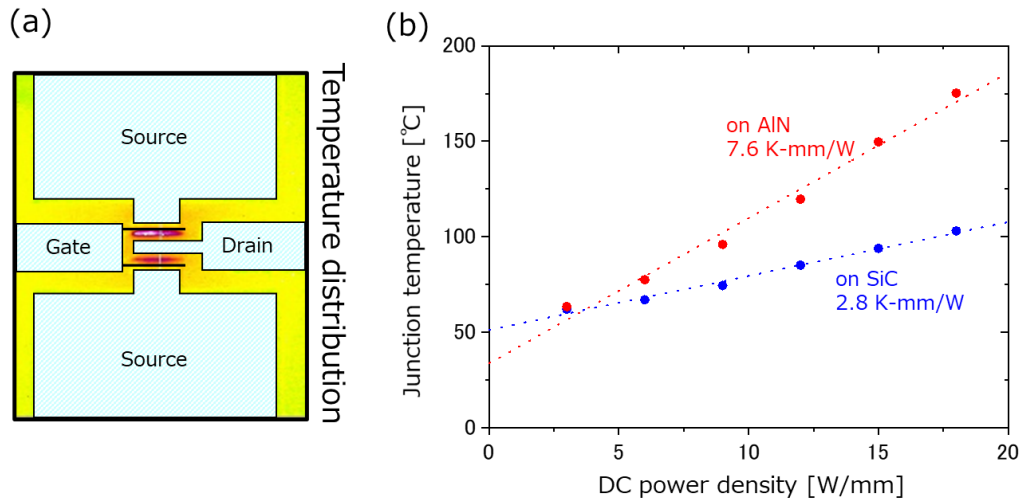 (a)
Source
Gate
Drain
Source
Temperature distribution
(b)
Junction temperature [℃]
200
150
100
50
0
on AlN
7.6 K-mm/W
on SiC
2.8 K-mm/W
0
5
10
15
20
DC power density [W/mm]